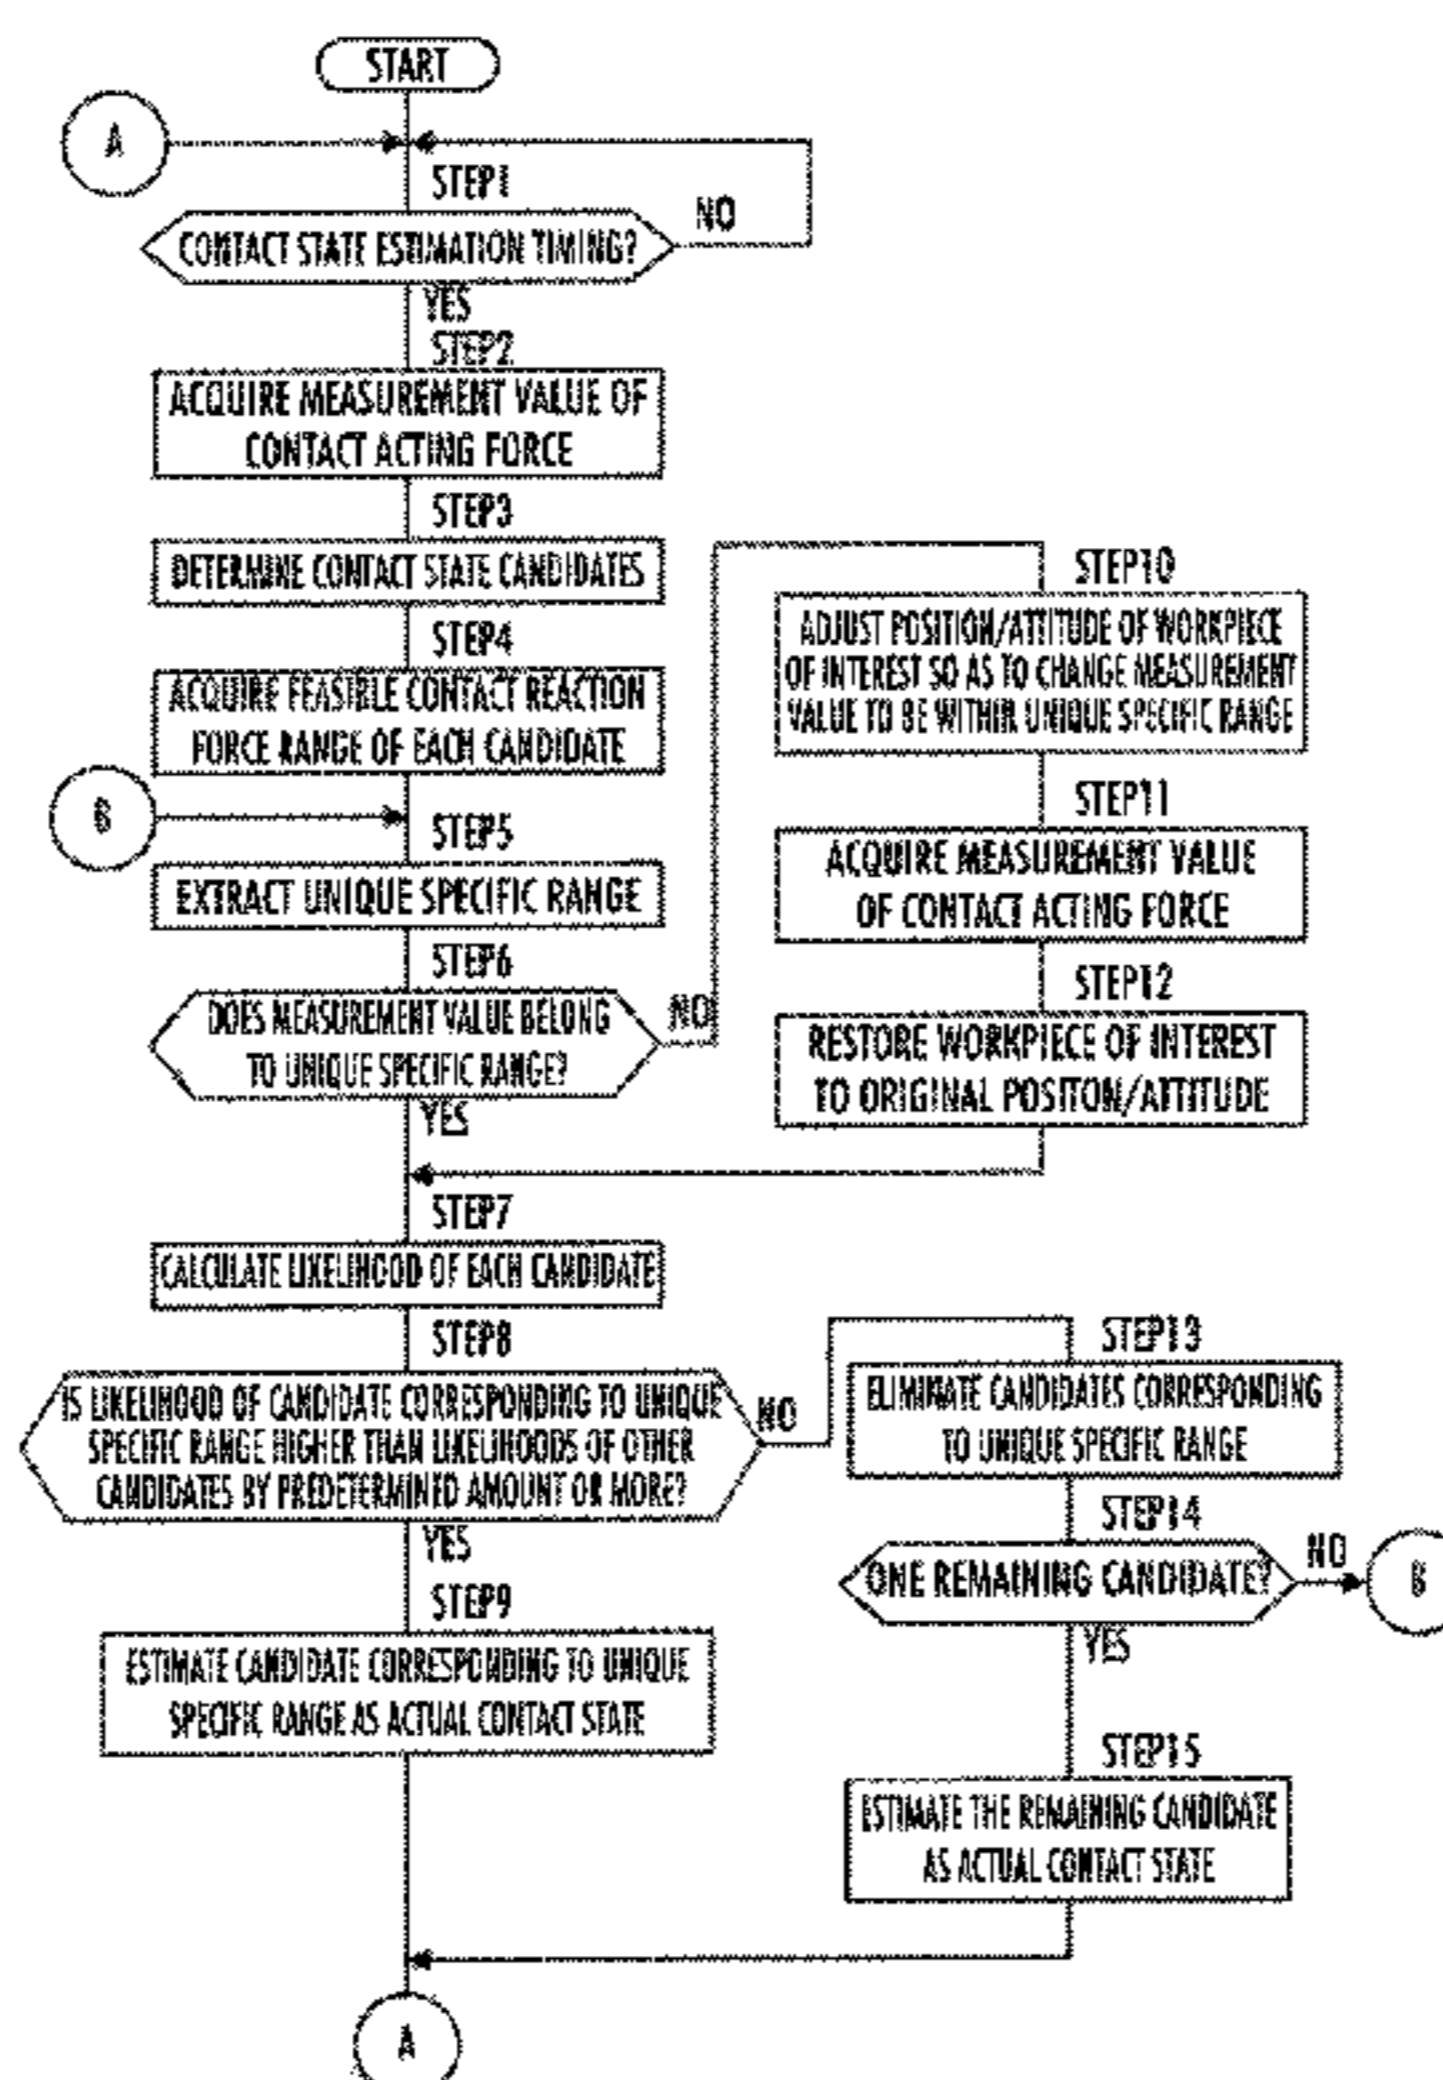 START
A
STEP1
CONTACT STATE ESTIMATION TIMING?
NO
YES
STEP2
ACQUIRE MEASUREMENT VALUE OF
CONTACT ACTING FORCE
STEP3
DETERMINE CONTACT STATE CANDIDATES
STEP4
ACQUIRE FEASIBLE CONTACT REACTION
FORCE RANGE OF EACH CANDIDATE
B
STEP5
EXTRACT UNIQUE SPECIFIC RANGE
STEP6
DOES MEASUREMENT VALUE BELONG
TO UNIQUE SPECIFIC RANGE?
NO
YES
STEP10
ADJUST POSITION/ATTITUDE OF WORKPIECE
OF INTEREST SO AS TO CHANGE MEASUREMENT
VALUE TO BE WITHIN UNIQUE SPECIFIC RANGE
STEP11
ACQUIRE MEASUREMENT VALUE
OF CONTACT ACTING FORCE
STEP12
RESTORE WORKPIECE OF INTEREST
TO ORIGINAL POSITON/ATTITUDE
STEP7
CALCULATE LIKELIHOOD OF EACH CANDIDATE
STEP8
IS LIKELIHOOD OF CANDIDATE CORRESPONDING TO UNIQUE
SPECIFIC RANGE HIGHER THAN LIKELIHOODS OF OTHER
CANDIDATES BY PREDETERMINED AMOUNT OR MORE?
NO
YES
STEP9
ESTIMATE CANDIDATE CORRESPONDING TO UNIQUE
SPECIFIC RANGE AS ACTUAL CONTACT STATE
STEP13
ELIMINATE CANDIDATES CORRESPONDING
TO UNIQUE SPECIFIC RANGE
STEP14
ONE REMAINING CANDIDATE?
NO
B
YES
STEP15
ESTIMATE THE REMAINING CANDIDATE
AS ACTUAL CONTACT STATE
A